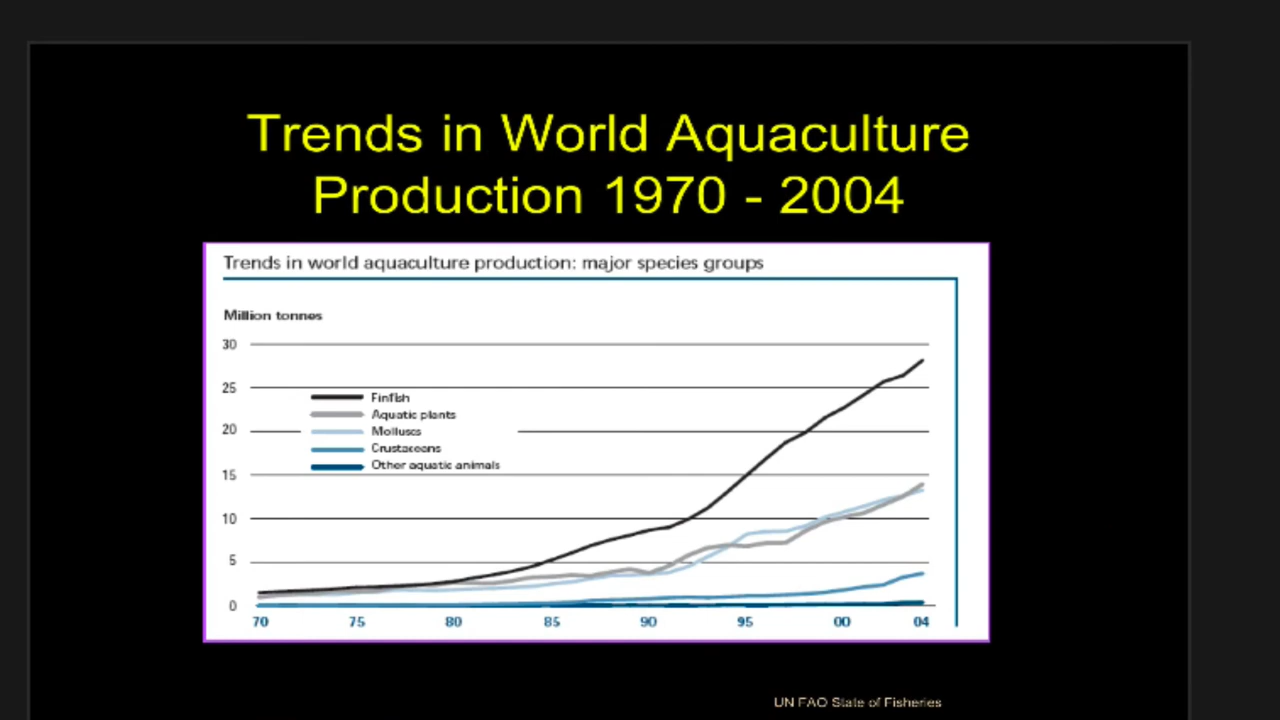 Trends in World Aquaculture
Production 1970 - 2004
Trends in world aquaculture production: major species groups
Million tonnes
30
25
20
15
10
5
0
Finfish
Aquatic plants
Molluscs
Crustaceans
Other aquatic animals
70 75 80 85 90 95 00 04
UN FAO State of Fisheries